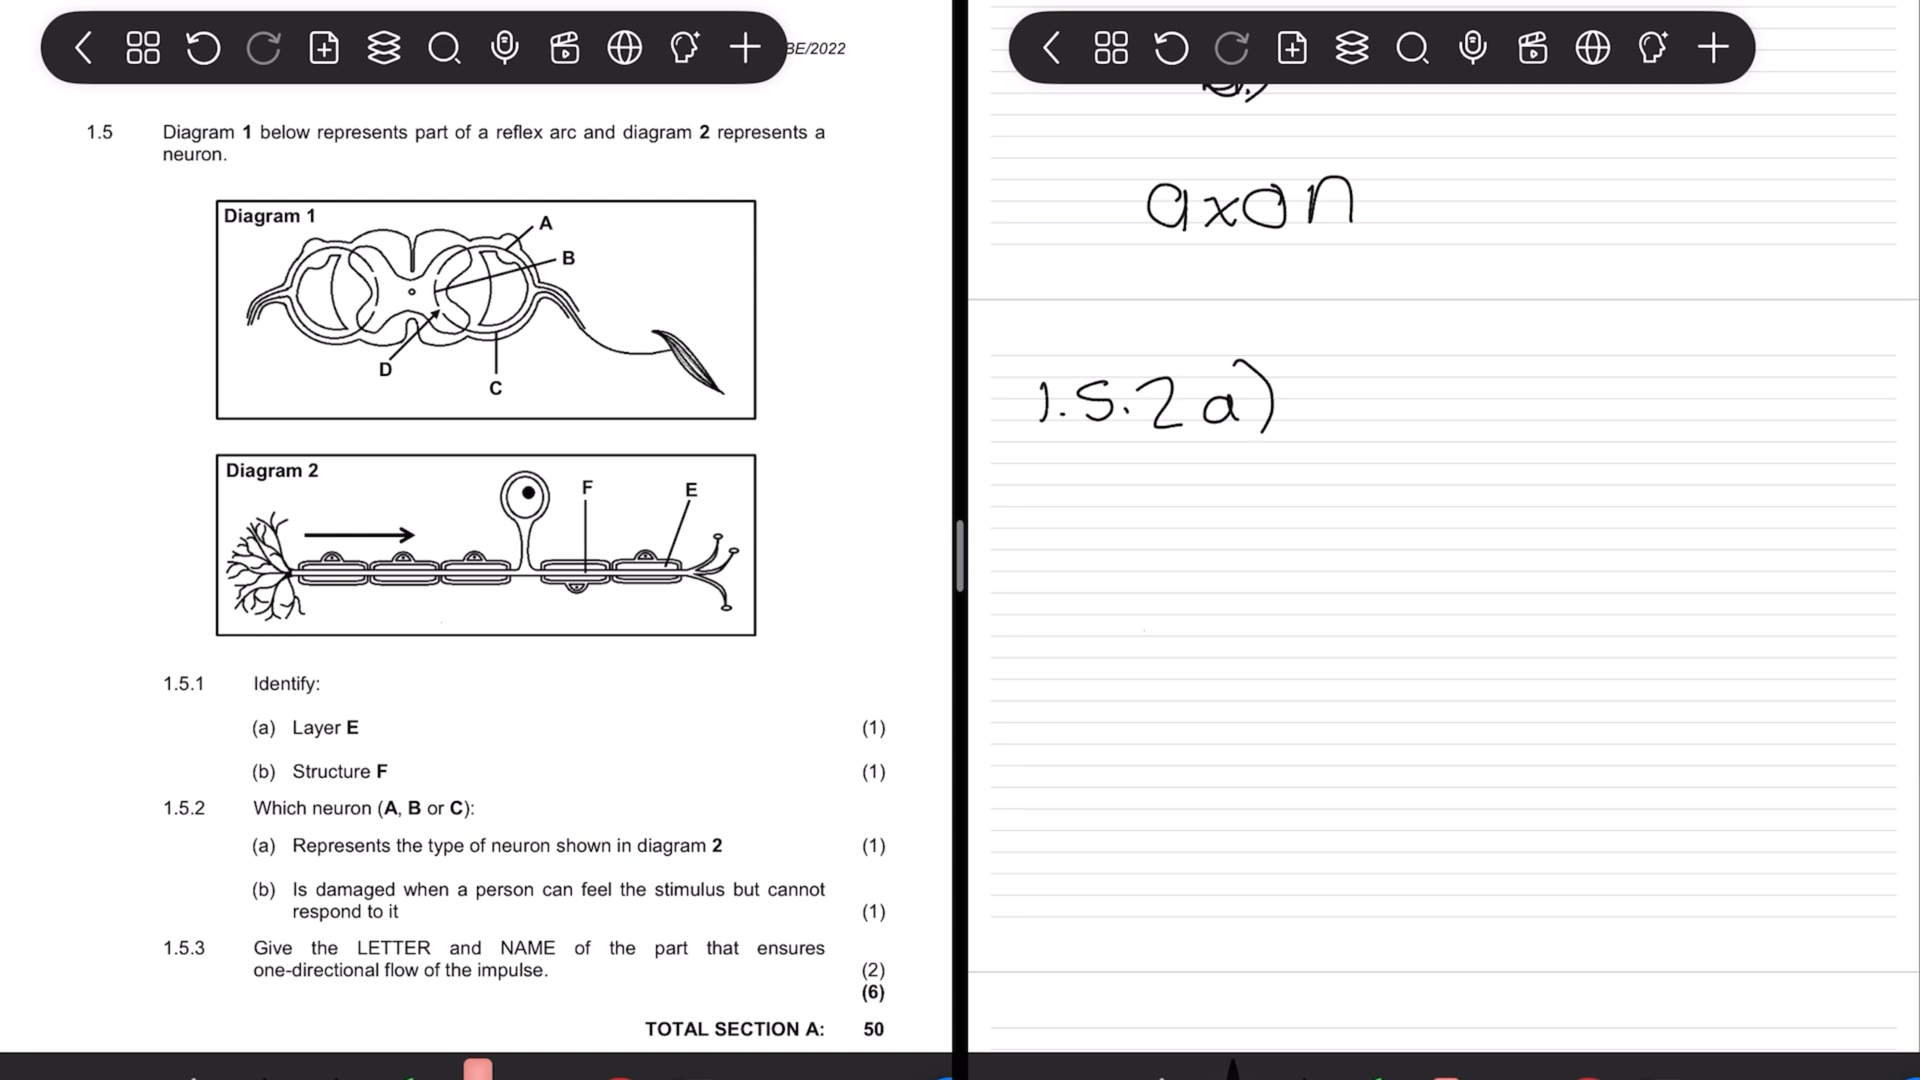 BE/2022
1.5 Diagram 1 below represents part of a reflex arc and diagram 2 represents a
neuron.
Diagram 1
A
B
D
C
Diagram 2
F
E
1.5.1 Identify:
(a) Layer E (1)
(b) Structure F (1)
1.5.2 Which neuron (A, B or C):
(a) Represents the type of neuron shown in diagram 2 (1)
(b) Is damaged when a person can feel the stimulus but cannot
respond to it (1)
1.5.3 Give the LETTER and NAME of the part that ensures
one-directional flow of the impulse. (2)
(6)
TOTAL SECTION A: 50
axon
1.5.2 a)